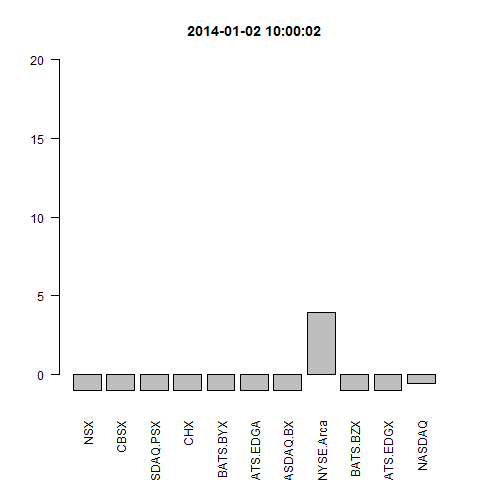 2014-01-02 10:00:02
20
15
10
5
0
NSX
CBSX
SDAQ.PSX
CHX
BATS.BYX
ATS.EDGA
ASDAQ.BX
NYSE.Arca
BATS.BZX
ATS.EDGX
NASDAQ